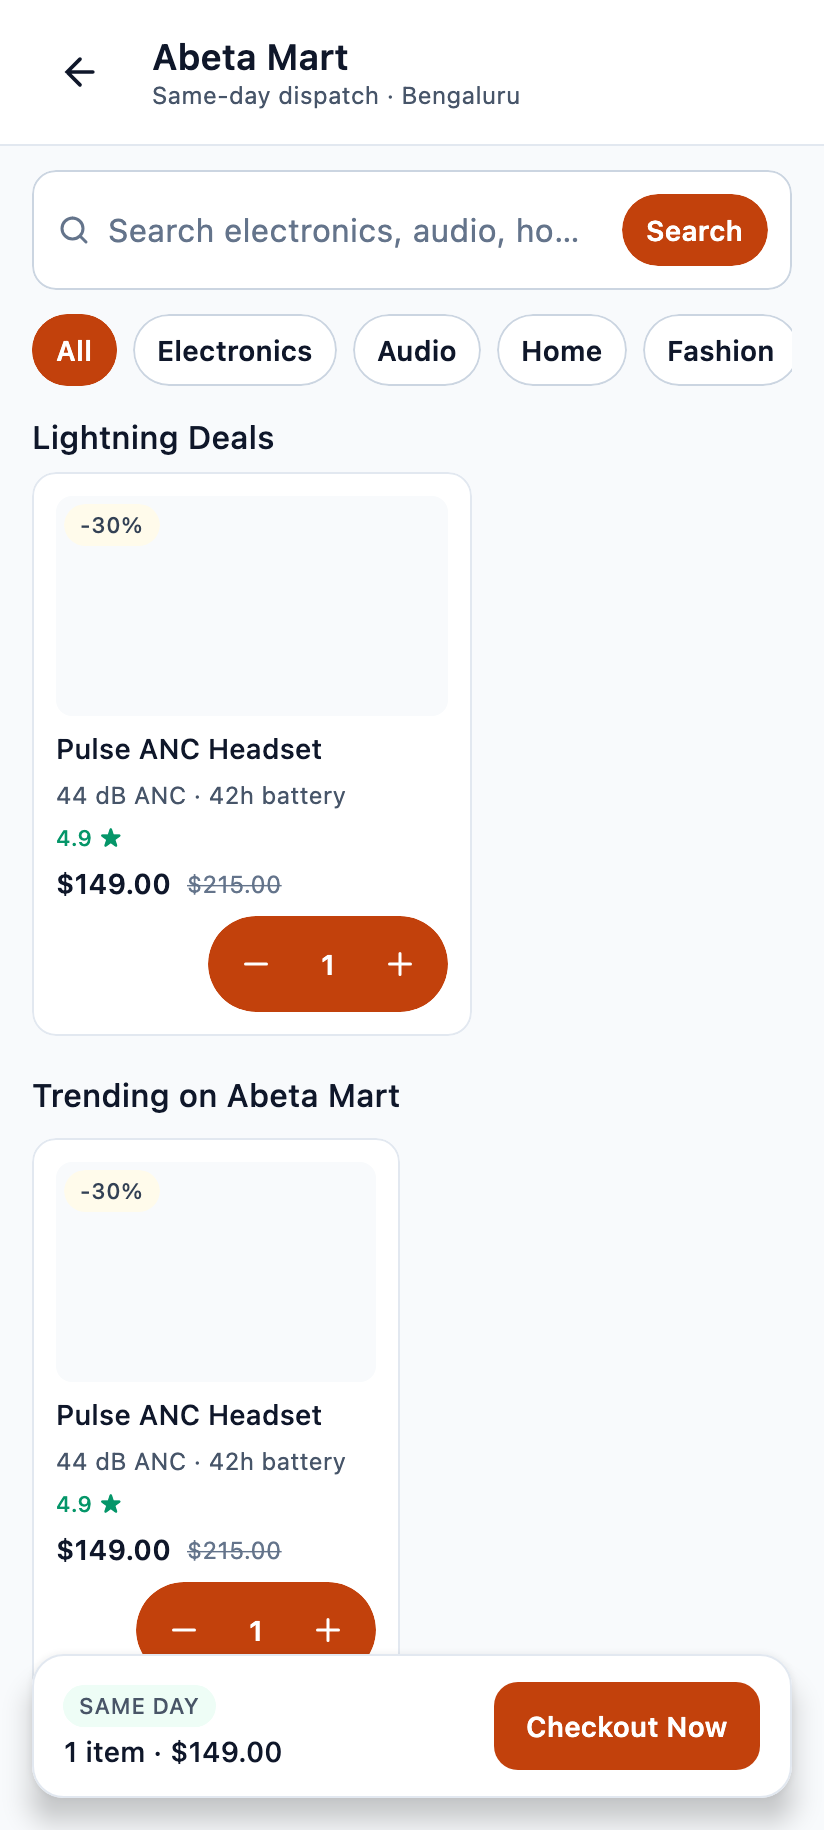 Abeta Mart
Same-day dispatch · Bengaluru
Search electronics, audio, ho...
Search
All
Electronics
Audio
Home
Fashion
Lightning Deals
-30%
Pulse ANC Headset
44 dB ANC · 42h battery
4.9 ★
$149.00 $215.00
− 1 +
Trending on Abeta Mart
-30%
Pulse ANC Headset
44 dB ANC · 42h battery
4.9 ★
$149.00 $215.00
− 1 +
SAME DAY
1 item · $149.00
Checkout Now